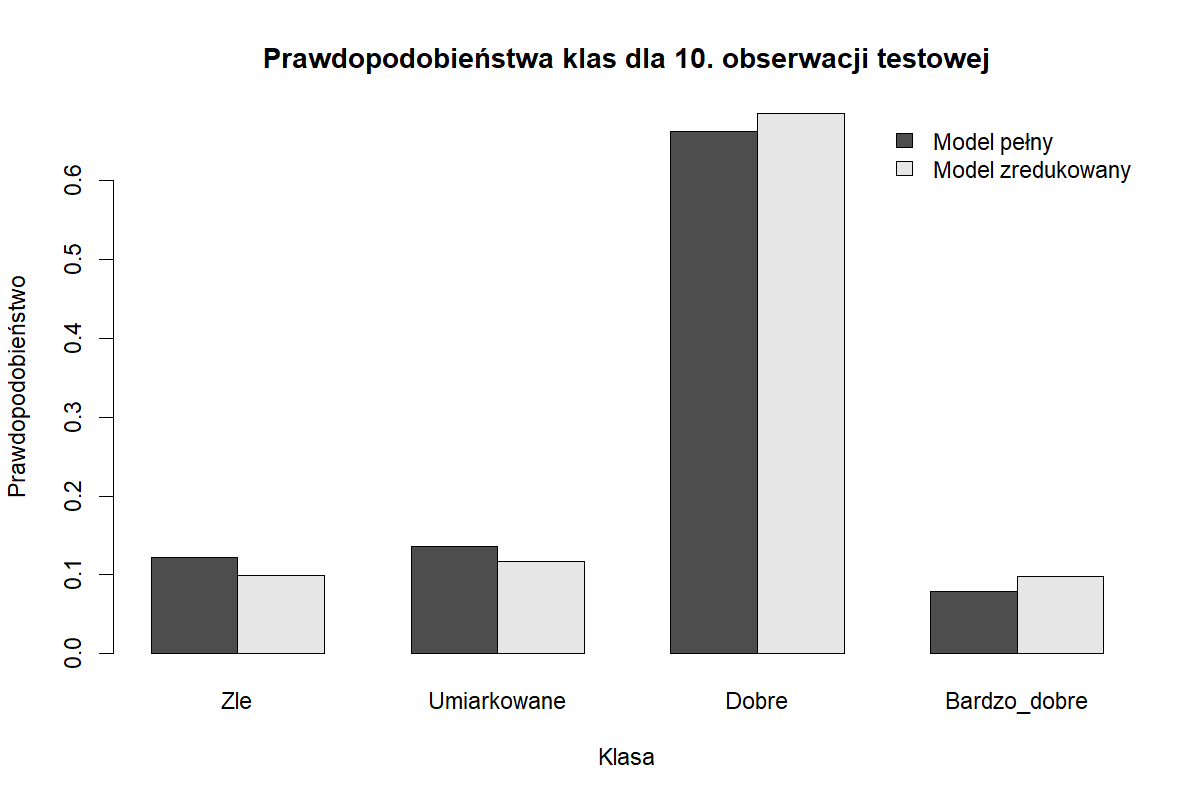 Prawdopodobieństwa klas dla 10. obserwacji testowej
Model pełny
Model zredukowany
Prawdopodobieństwo
0.6
0.5
0.4
0.3
0.2
0.1
0.0
Zle
Umiarkowane
Dobre
Bardzo_dobre
Klasa